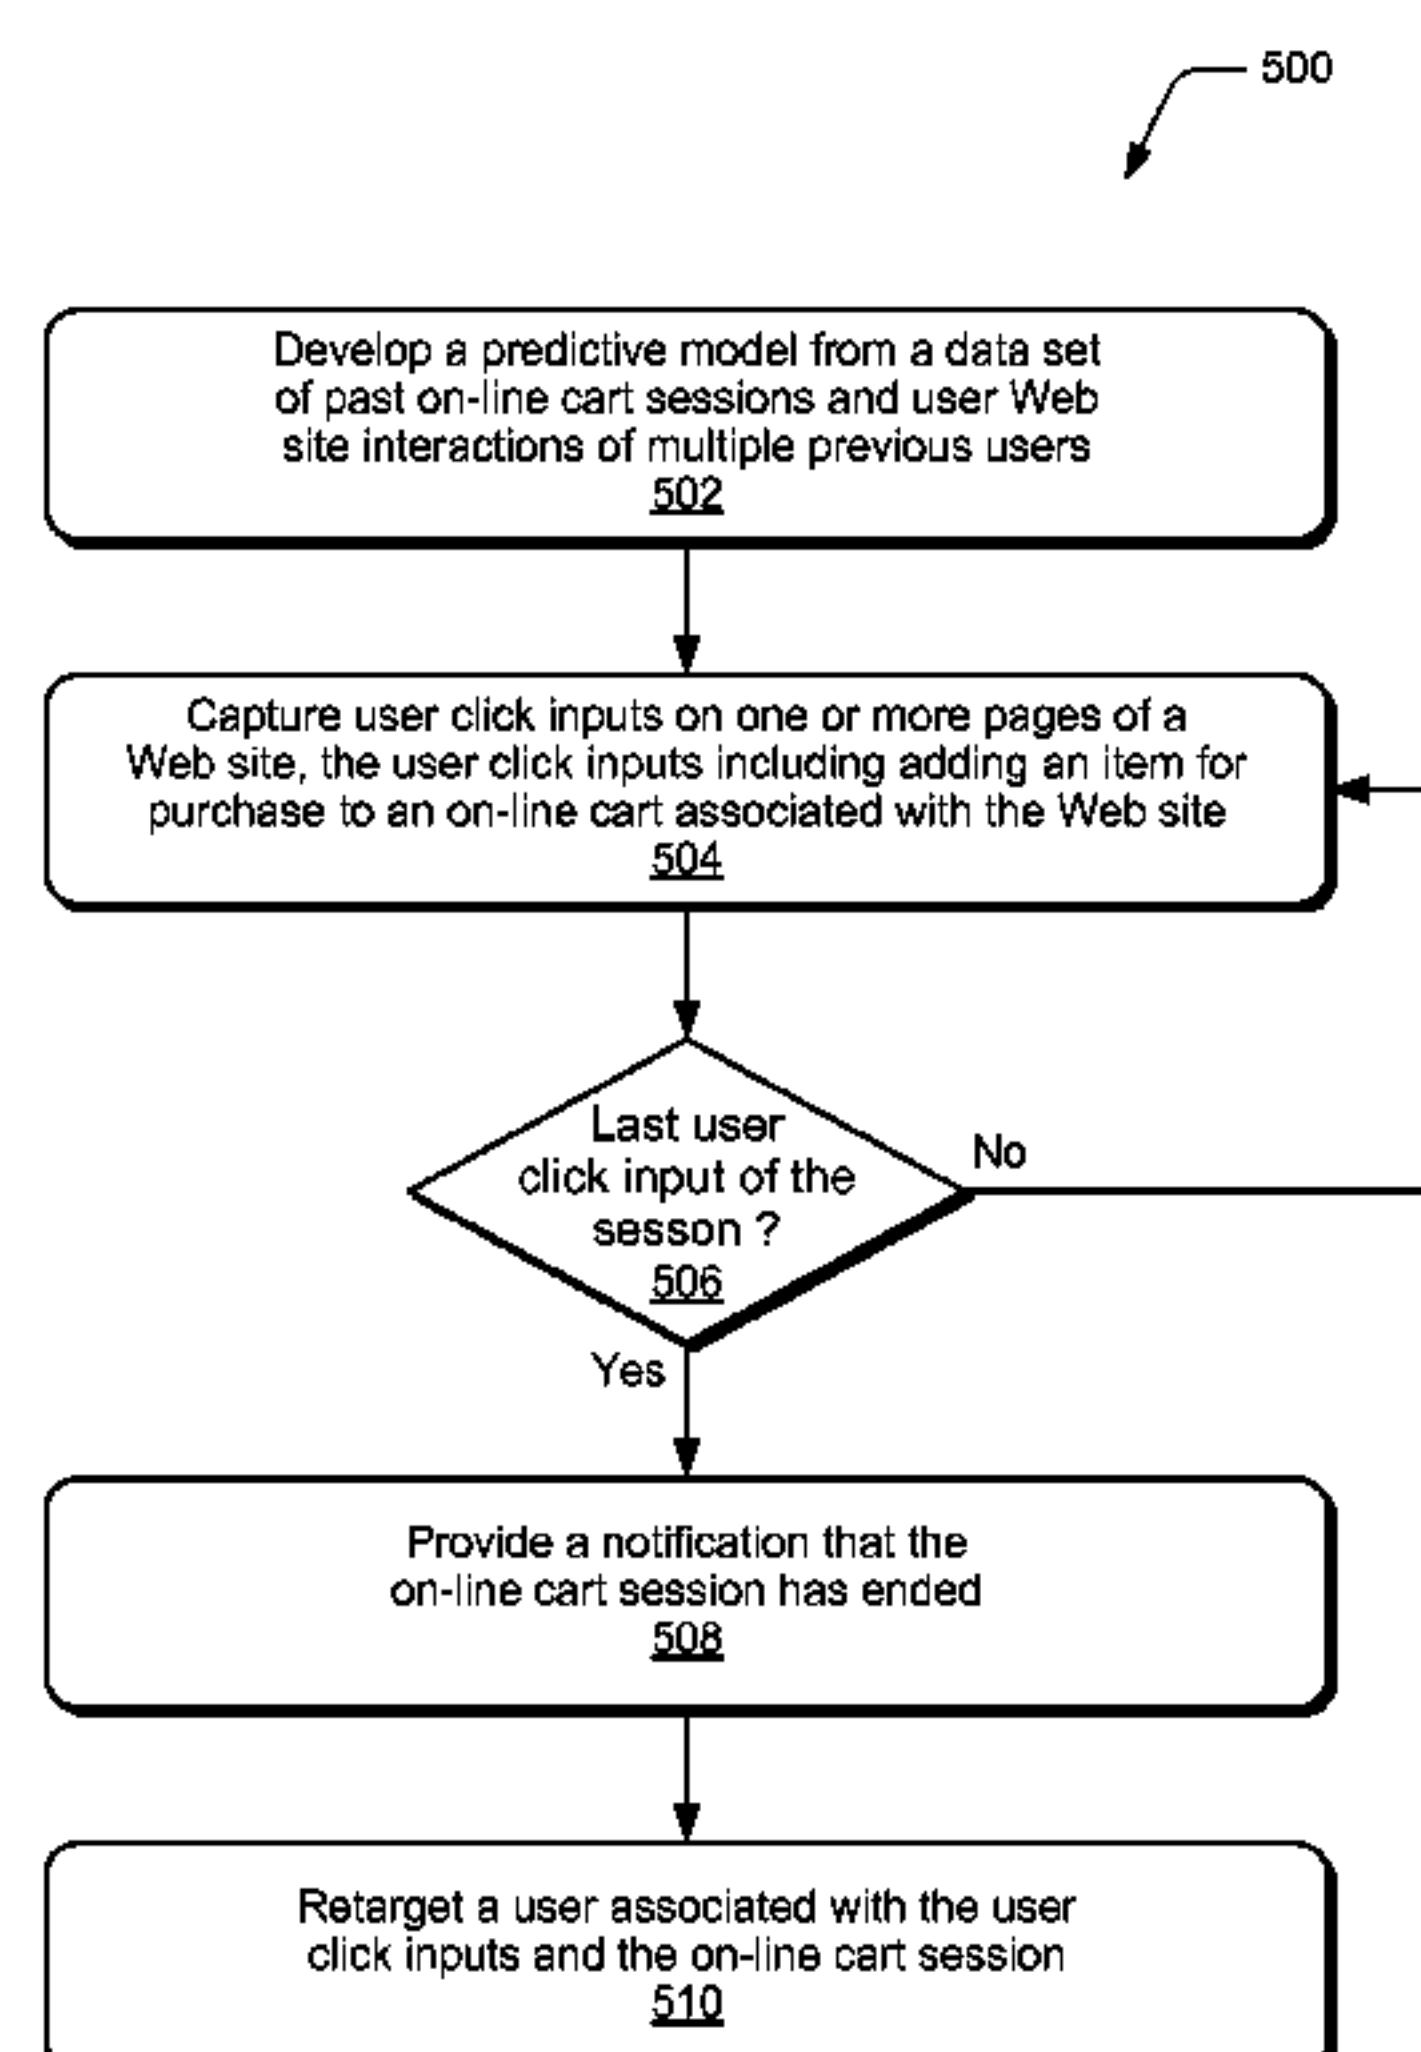 500
Develop a predictive model from a data set
of past on-line cart sessions and user Web
site interactions of multiple previous users
502
Capture user click inputs on one or more pages of a
Web site, the user click inputs including adding an item for
purchase to an on-line cart associated with the Web site
504
Last user
click input of the
sesson ?
506
No
Yes
Provide a notification that the
on-line cart session has ended
508
Retarget a user associated with the user
click inputs and the on-line cart session
510